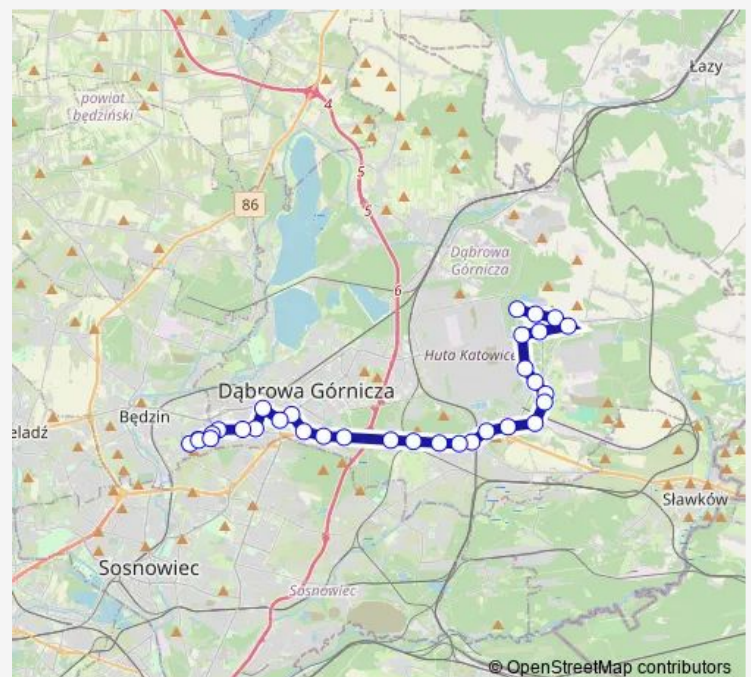 Łazy
powiat
będziński
4
5
86
5
Dąbrowa
Górnicza
6
Huta Katowice
Dąbrowa Górnicza
Będzin
eladź
Sławków
Sosnowiec
Sosnowiec
© OpenStreetMap contributors